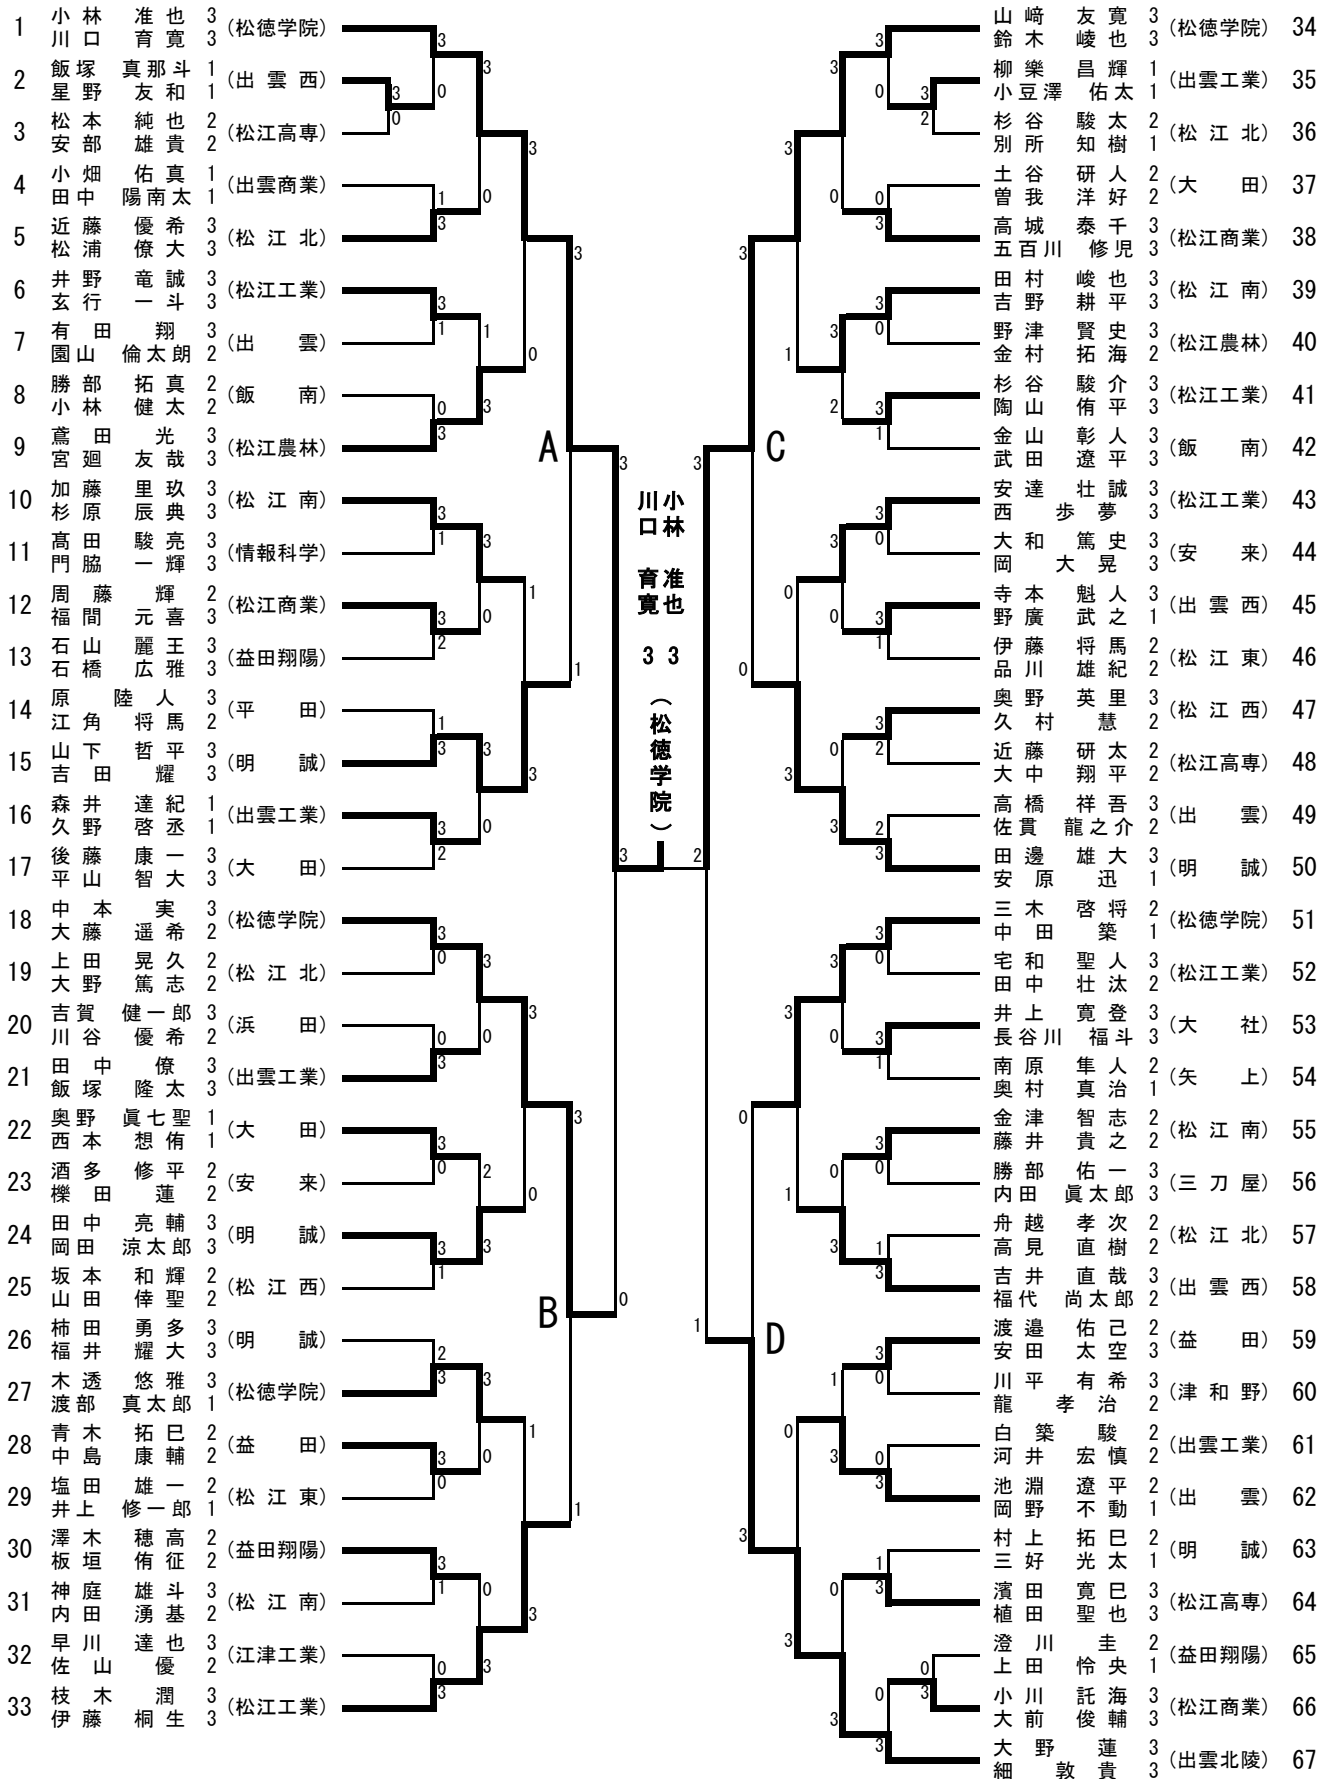 1 小林 准也 3 (松徳学院)
川口 育寛 3
2 飯塚 真那斗 1 (出雲西)
星野 友和 1
3 松本 純也 2 (松江高専)
安部 雄貴 2
4 小畑 佑真 1 (出雲商業)
田中 陽南太 1
5 近藤 優希 3 (松江北)
松浦 僚大 3
6 井野 竜誠 3 (松江工業)
玄行 一斗 3
7 有田 翔 3 (出雲)
園山 倫太朗 2
8 勝部 拓真 2 (飯南)
小林 健太 2
9 鳶田 光 3 (松江農林)
宮廻 友哉 3
10 加藤 里玖 3 (松江南)
杉原 辰典 3
11 髙田 駿亮 3 (情報科学)
門脇 一輝 3
12 周藤 輝 2 (松江商業)
福間 元喜 3
13 石山 麗王 3 (益田翔陽)
石橋 広雅 3
14 原 陸人 3 (平田)
江角 将馬 2
15 山下 哲平 3 (明誠)
吉田 耀 3
16 森井 達紀 1 (出雲工業)
久野 啓丞 1
17 後藤 康一 3 (大田)
平山 智大 3
18 中本 実 3 (松徳学院)
大藤 遥希 2
19 上田 晃久 2 (松江北)
大野 篤志 2
20 吉賀 健一郎 3 (浜田)
川谷 優希 2
21 田中 僚 3 (出雲工業)
飯塚 隆太 3
22 奥野 眞七聖 1 (大田)
西本 想侑 1
23 酒多 修平 2 (安来)
櫟田 蓮 2
24 田中 亮輔 3 (明誠)
岡田 涼太郎 3
25 坂本 和輝 2 (松江西)
山田 倖聖 2
26 柿田 勇多 3 (明誠)
福井 耀大 3
27 木透 悠雅 3 (松徳学院)
渡部 真太郎 1
28 青木 拓巳 2 (益田)
中島 康輔 2
29 塩田 雄一 2 (松江東)
井上 修一郎 1
30 澤木 穂高 2 (益田翔陽)
板垣 侑征 2
31 神庭 雄斗 3 (松江南)
内田 湧基 2
32 早川 達也 3 (江津工業)
佐山 優 2
33 枝木 潤 3 (松江工業)
伊藤 桐生 3
A
B
小林 准也 3
川口 育寛 3
(松徳学院)
3 2
C
D
山﨑 友寛 3 (松徳学院) 34
鈴木 崚也 3
柳樂 昌輝 1 (出雲工業) 35
小豆澤 佑太 1
杉谷 駿太 2 (松江北) 36
別所 知樹 1
土谷 研人 2 (大田) 37
曽我 洋好 2
高城 泰千 3 (松江商業) 38
五百川 修児 3
田村 峻也 3 (松江南) 39
吉野 耕平 3
野津 賢史 3 (松江農林) 40
金村 拓海 2
杉谷 駿介 3 (松江工業) 41
陶山 侑平 3
金山 彰人 3 (飯南) 42
武田 遼平 3
安達 壮誠 3 (松江工業) 43
西 歩夢 3
大和 篤史 3 (安来) 44
岡 大晃 3
寺本 魁人 3 (出雲西) 45
野廣 武之 1
伊藤 将馬 2 (松江東) 46
品川 雄紀 2
奥野 英里 3 (松江西) 47
久村 慧 2
近藤 研太 2 (松江高専) 48
大中 翔平 2
高橋 祥吾 3 (出雲) 49
佐貫 龍之介 2
田邊 雄大 3 (明誠) 50
安原 迅 1
三木 啓将 2 (松徳学院) 51
中田 築 1
宅和 聖人 3 (松江工業) 52
田中 壮汰 2
井上 寛登 3 (大社) 53
長谷川 福斗 3
南原 隼人 2 (矢上) 54
奥村 真治 1
金津 智志 2 (松江南) 55
藤井 貴之 2
勝部 佑一 3 (三刀屋) 56
内田 眞太郎 3
舟越 孝次 2 (松江北) 57
高見 直樹 2
吉井 直哉 3 (出雲西) 58
福代 尚太郎 2
渡邉 佑己 2 (益田) 59
安田 太空 3
川平 有希 3 (津和野) 60
龍 孝治 2
白築 駿 2 (出雲工業) 61
河井 宏慎 2
池淵 遼平 2 (出雲) 62
岡野 不動 1
村上 拓巳 2 (明誠) 63
三好 光太 1
濱田 寛巳 3 (松江高専) 64
植田 聖也 3
澄川 圭 2 (益田翔陽) 65
上田 怜央 1
小川 託海 3 (松江商業) 66
大前 俊輔 3
大野 蓮 3 (出雲北陵) 67
細 敦貴 3